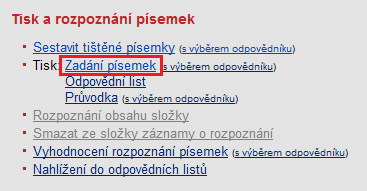 Tisk a rozpoznání písemek
Sestavit tištěné písemky (s výběrem odpovědníku)
Tisk: Zadání písemek (s výběrem odpovědníku)
Odpovědní list
Průvodka (s výběrem odpovědníku)
Rozpoznání obsahu složky
Smazat ze složky záznamy o rozpoznání
Vyhodnocení rozpoznání písemek (s výběrem odpovědníku)
Nahlížení do odpovědních listů